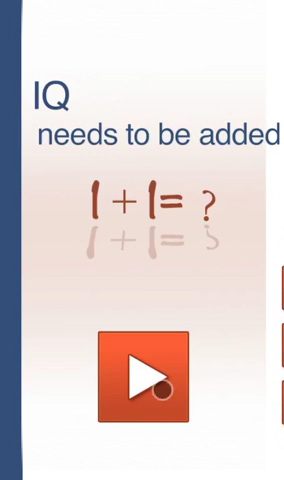 IQ
needs to be added
1 + 1 = ?